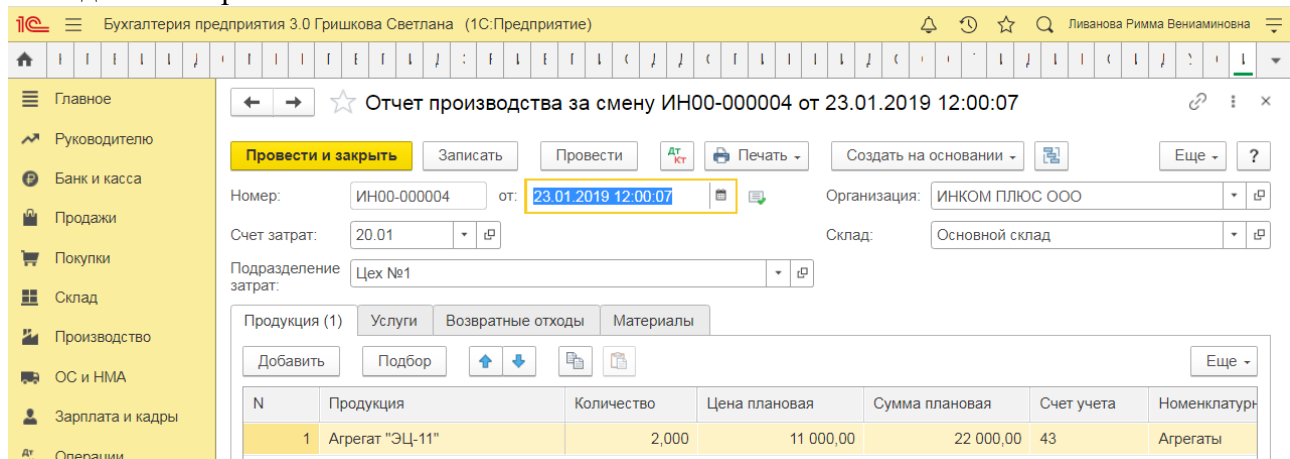 1С Бухгалтерия предприятия 3.0 Гришкова Светлана (1С:Предприятие) Ливанова Римма Вениаминовна
Главное
Руководителю
Банк и касса
Продажи
Покупки
Склад
Производство
ОС и НМА
Зарплата и кадры
Операции
Отчет производства за смену ИН00-000004 от 23.01.2019 12:00:07
Провести и закрыть Записать Провести Дт Кт Печать Создать на основании Еще ?
Номер: ИН00-000004 от: 23.01.2019 12:00:07 Организация: ИНКОМ ПЛЮС ООО
Счет затрат: 20.01 Склад: Основной склад
Подразделение затрат: Цех №1
Продукция (1) Услуги Возвратные отходы Материалы
Добавить Подбор Еще
N Продукция Количество Цена плановая Сумма плановая Счет учета Номенклатурн
1 Агрегат "ЭЦ-11" 2,000 11 000,00 22 000,00 43 Агрегаты